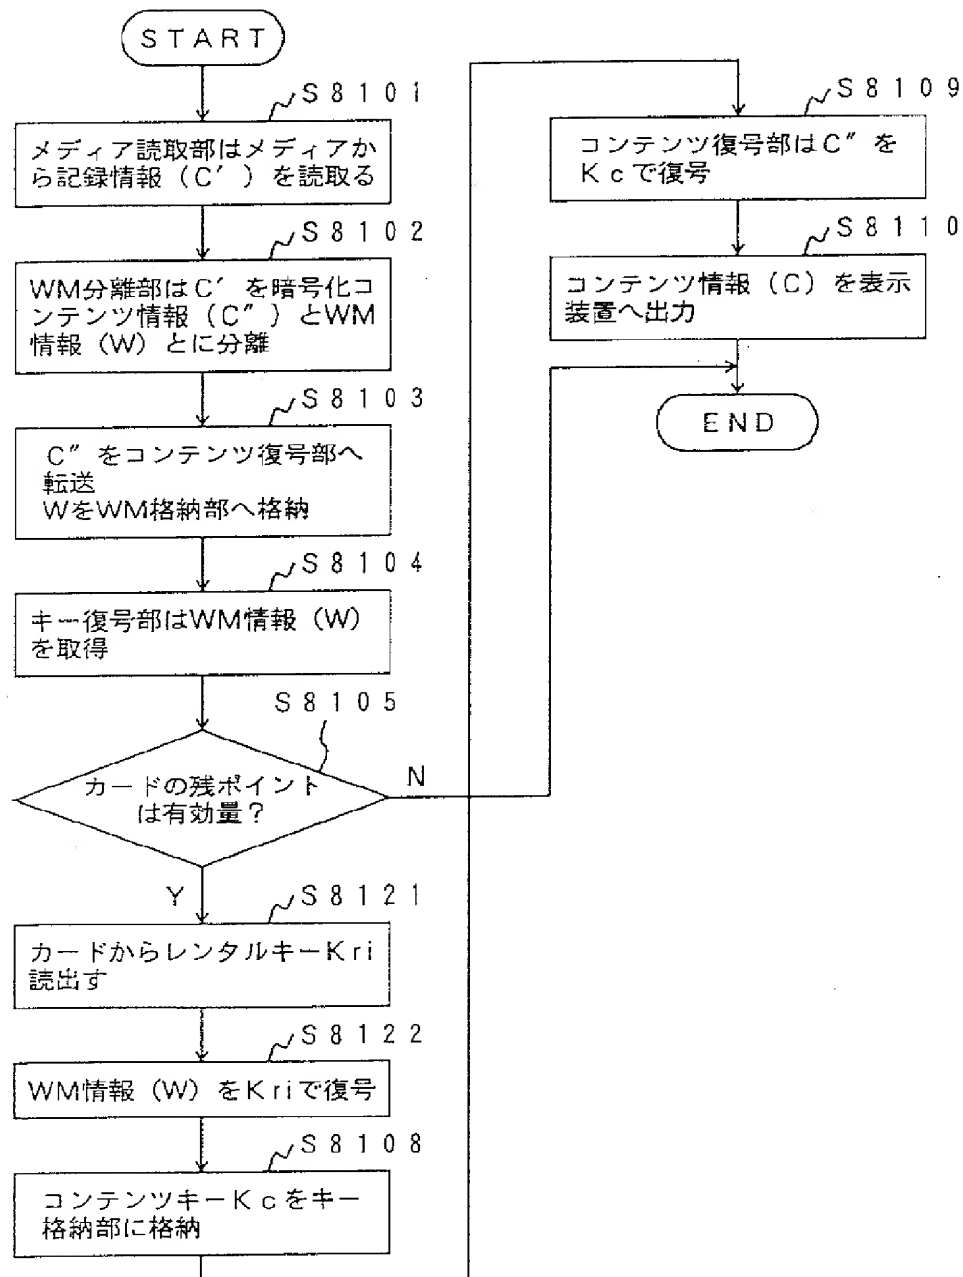 START
S8101
メディア読取部はメディアか
ら記録情報（C′）を読取る
S8102
WM分離部はC′を暗号化コ
ンテンツ情報（C″）とWM
情報（W）とに分離
S8103
C″をコンテンツ復号部へ
転送
WをWM格納部へ格納
S8104
キー復号部はWM情報（W）
を取得
S8105
カードの残ポイント
は有効量？
N
Y
S8121
カードからレンタルキーKri
読出す
S8122
WM情報（W）をKriで復号
S8108
コンテンツキーKcをキー
格納部に格納
S8109
コンテンツ復号部はC″を
Kcで復号
S8110
コンテンツ情報（C）を表示
装置へ出力
END